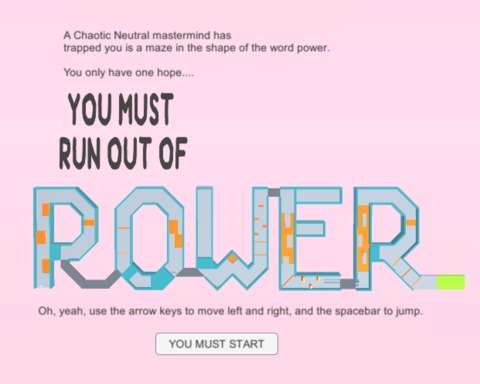 A Chaotic Neutral mastermind has
trapped you is a maze in the shape of the word power.
You only have one hope....
YOU MUST
RUN OUT OF
POWER
Oh, yeah, use the arrow keys to move left and right, and the spacebar to jump.
YOU MUST START